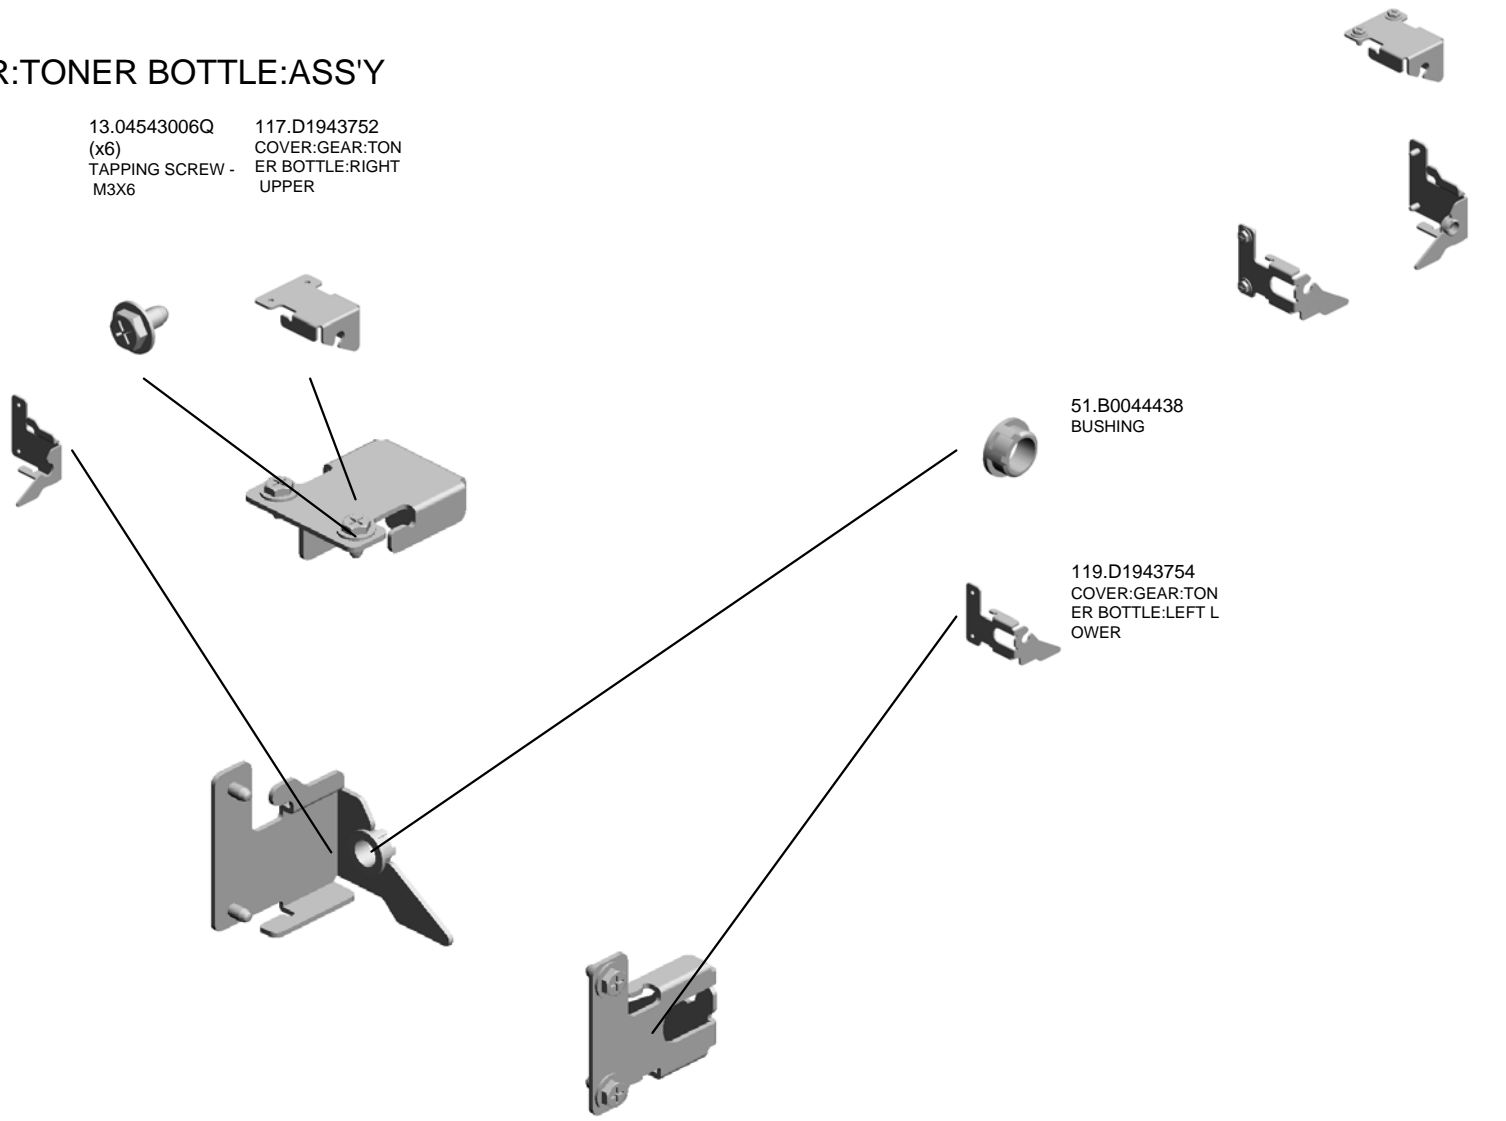 R:TONER BOTTLE:ASS'Y
13.04543006Q
(x6)
TAPPING SCREW -
M3X6
117.D1943752
COVER:GEAR:TON
ER BOTTLE:RIGHT
UPPER
51.B0044438
BUSHING
119.D1943754
COVER:GEAR:TON
ER BOTTLE:LEFT L
OWER